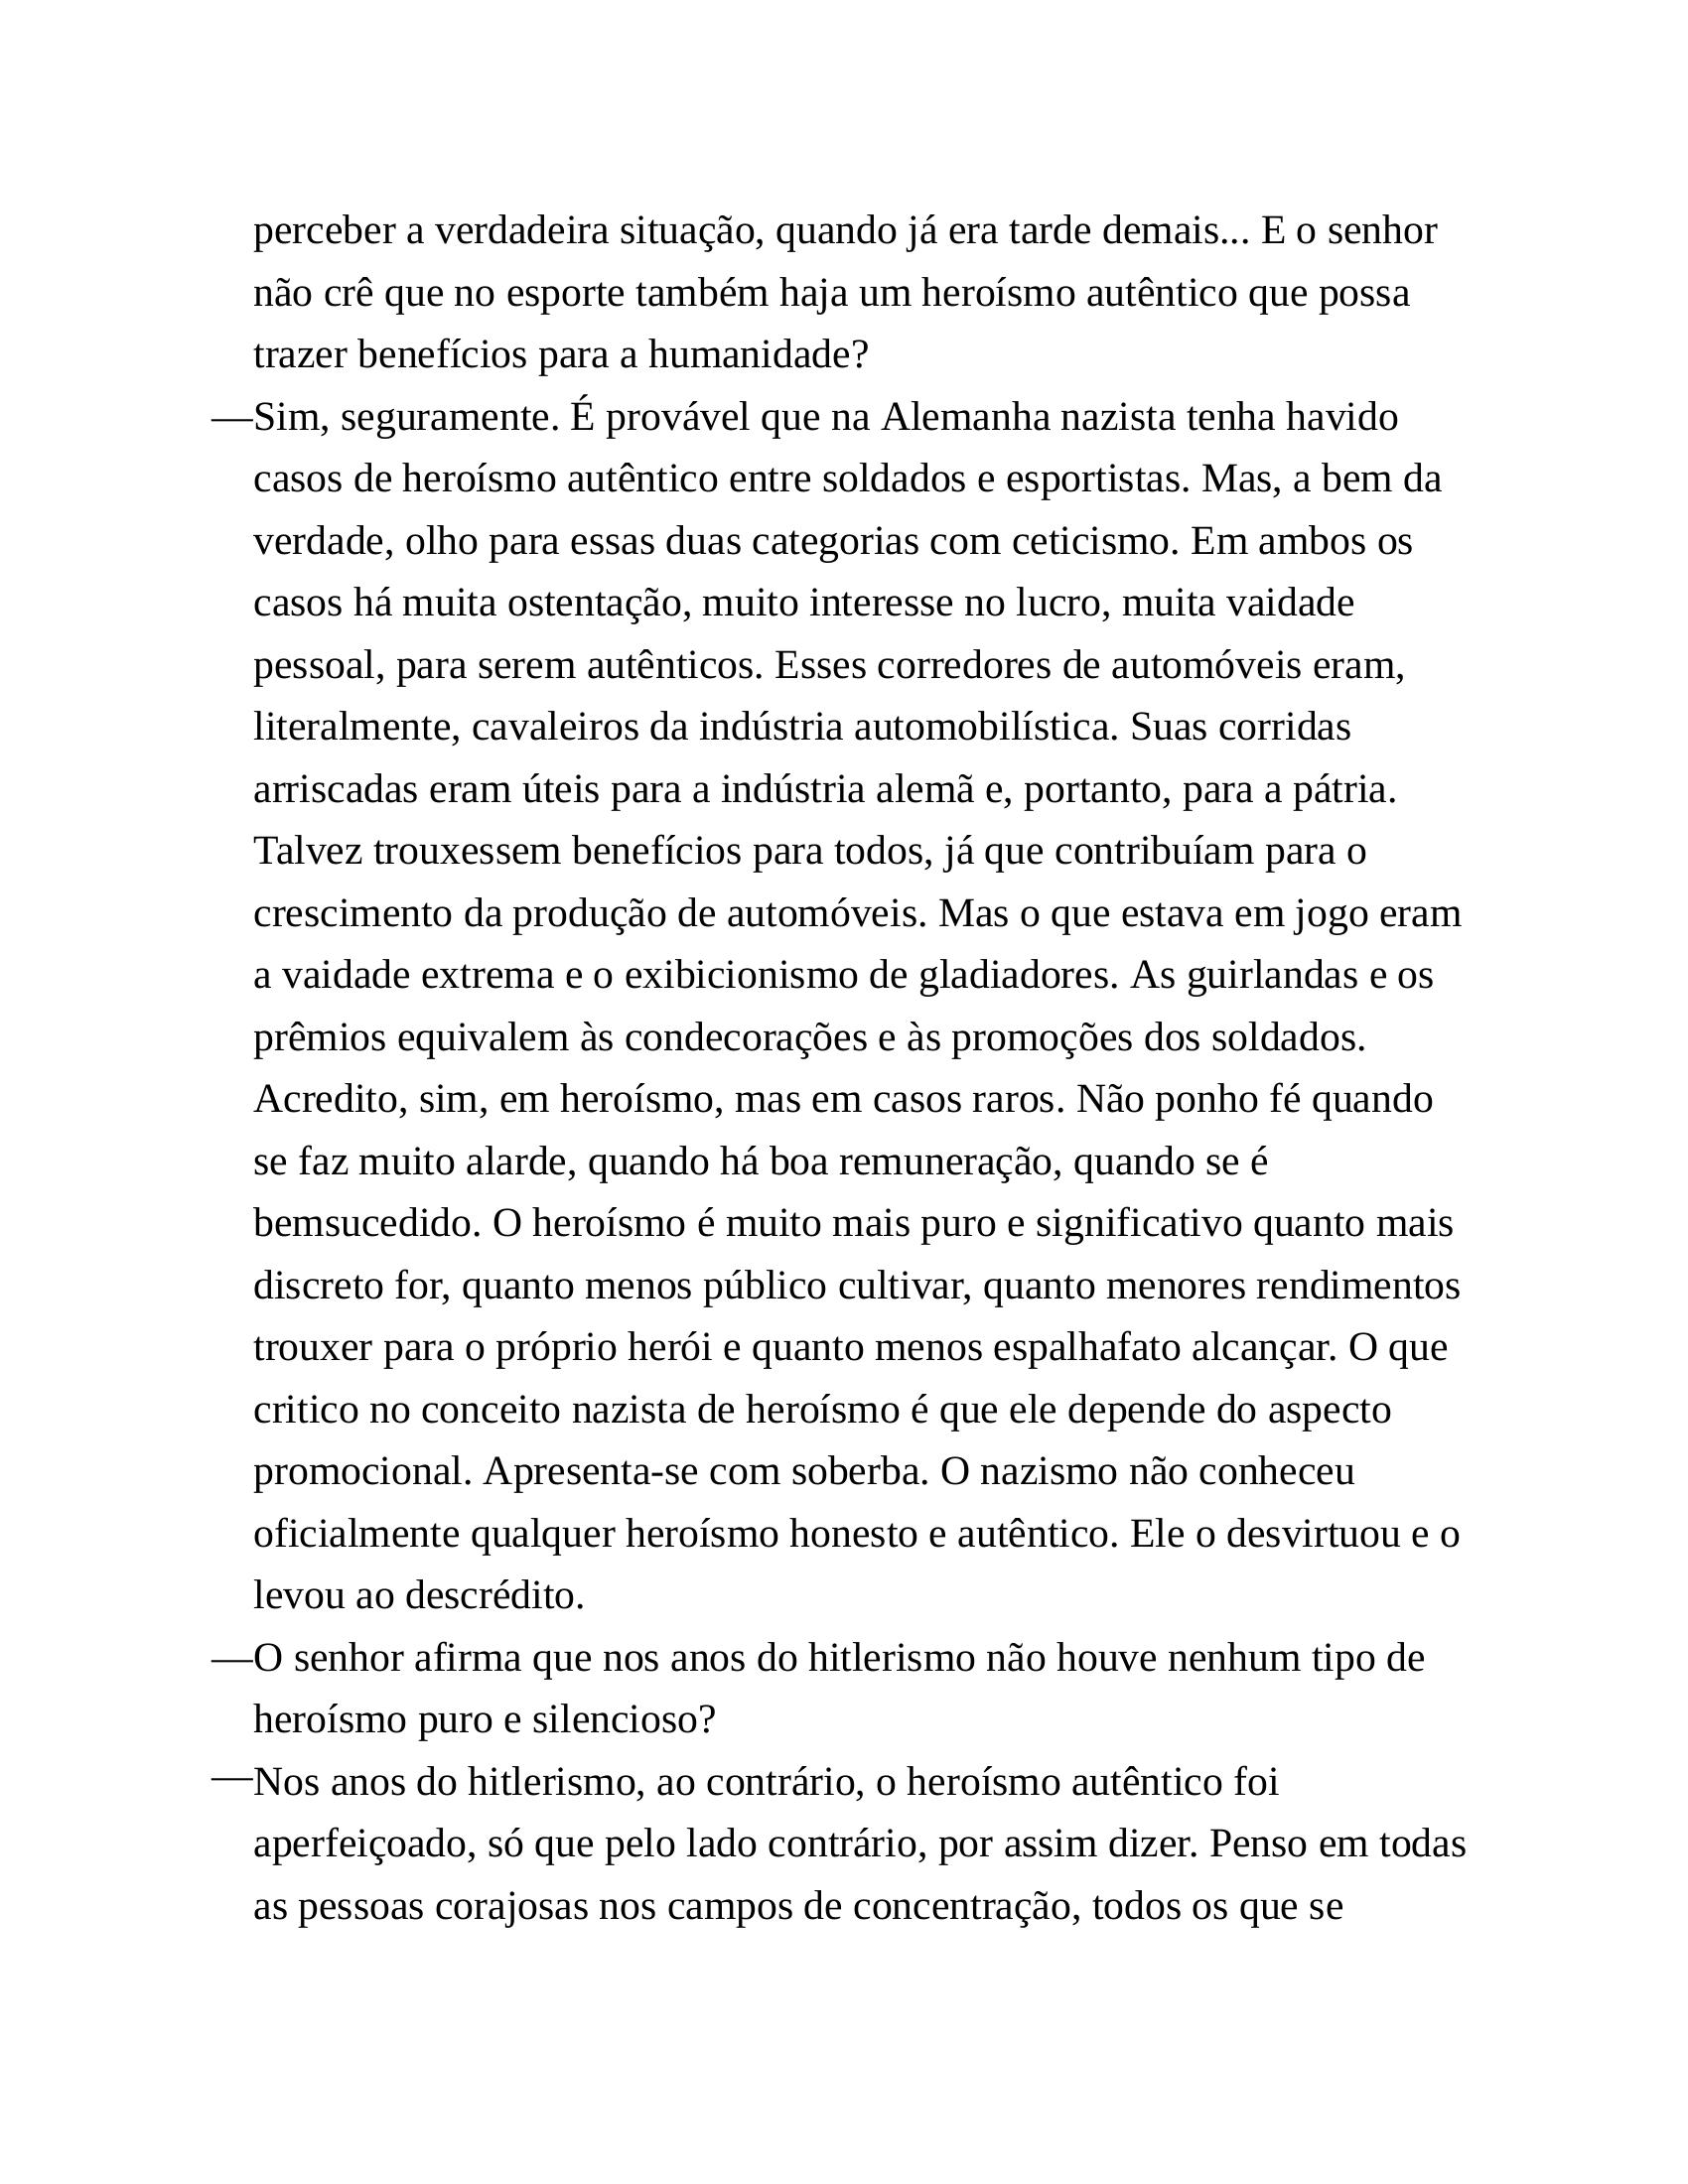 perceber a verdadeira situação, quando já era tarde demais... E o senhor
não crê que no esporte também haja um heroísmo autêntico que possa
trazer benefícios para a humanidade?
—Sim, seguramente. É provável que na Alemanha nazista tenha havido
casos de heroísmo autêntico entre soldados e esportistas. Mas, a bem da
verdade, olho para essas duas categorias com ceticismo. Em ambos os
casos há muita ostentação, muito interesse no lucro, muita vaidade
pessoal, para serem autênticos. Esses corredores de automóveis eram,
literalmente, cavaleiros da indústria automobilística. Suas corridas
arriscadas eram úteis para a indústria alemã e, portanto, para a pátria.
Talvez trouxessem benefícios para todos, já que contribuíam para o
crescimento da produção de automóveis. Mas o que estava em jogo eram
a vaidade extrema e o exibicionismo de gladiadores. As guirlandas e os
prêmios equivalem às condecorações e às promoções dos soldados.
Acredito, sim, em heroísmo, mas em casos raros. Não ponho fé quando
se faz muito alarde, quando há boa remuneração, quando se é
bemsucedido. O heroísmo é muito mais puro e significativo quanto mais
discreto for, quanto menos público cultivar, quanto menores rendimentos
trouxer para o próprio herói e quanto menos espalhafato alcançar. O que
critico no conceito nazista de heroísmo é que ele depende do aspecto
promocional. Apresenta-se com soberba. O nazismo não conheceu
oficialmente qualquer heroísmo honesto e autêntico. Ele o desvirtuou e o
levou ao descrédito.
—O senhor afirma que nos anos do hitlerismo não houve nenhum tipo de
heroísmo puro e silencioso?
—Nos anos do hitlerismo, ao contrário, o heroísmo autêntico foi
aperfeiçoado, só que pelo lado contrário, por assim dizer. Penso em todas
as pessoas corajosas nos campos de concentração, todos os que se